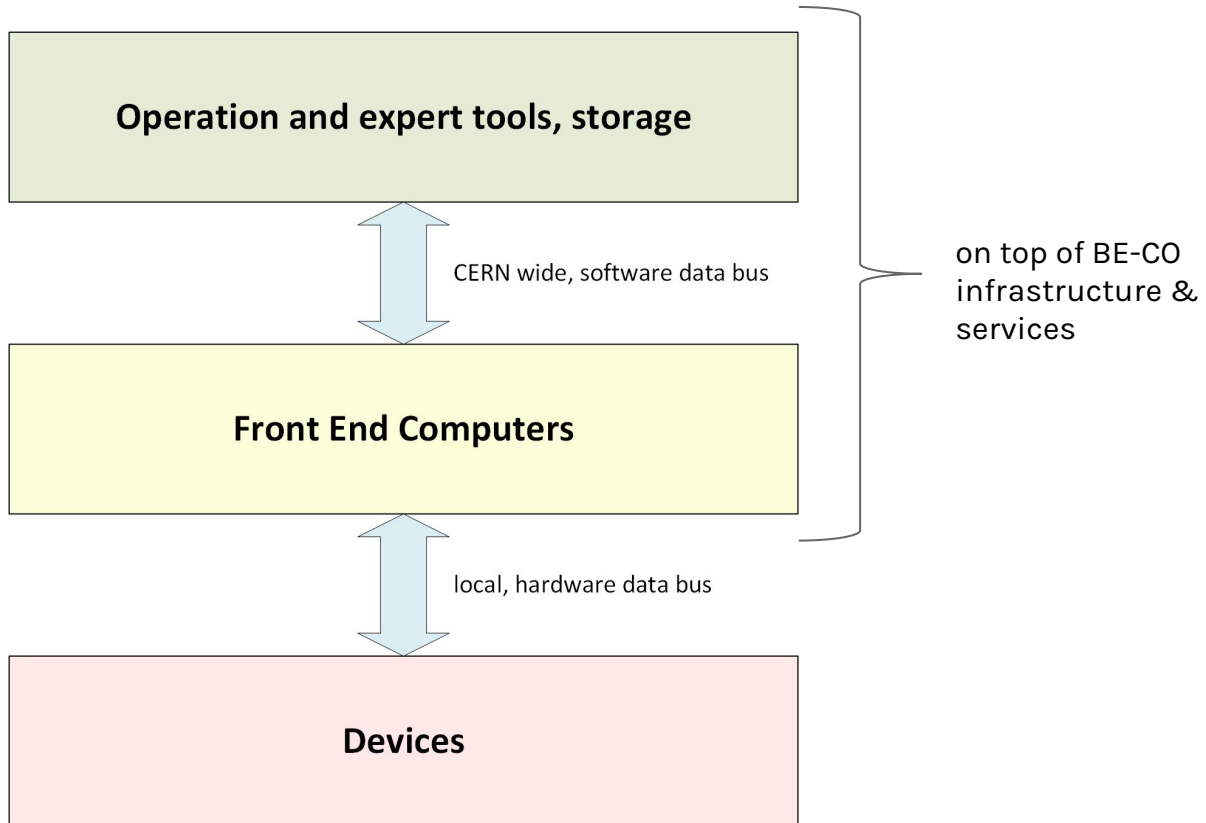 Operation and expert tools, storage
CERN wide, software data bus
on top of BE-CO
infrastructure &
services
Front End Computers
local, hardware data bus
Devices